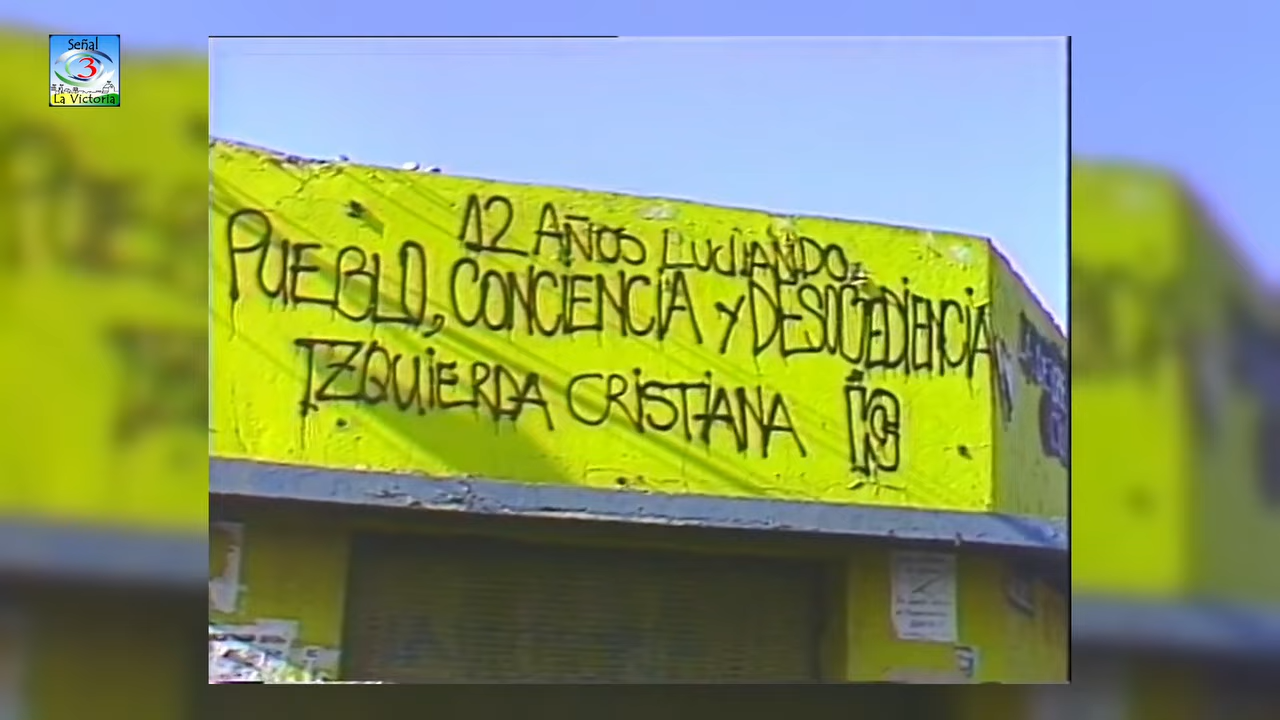 Señal
3
La Victoria
12 AÑOS LUCHANDO
PUEBLO, CONCIENCIA Y DESOBEDIENCIA
IZQUIERDA CRISTIANA IC